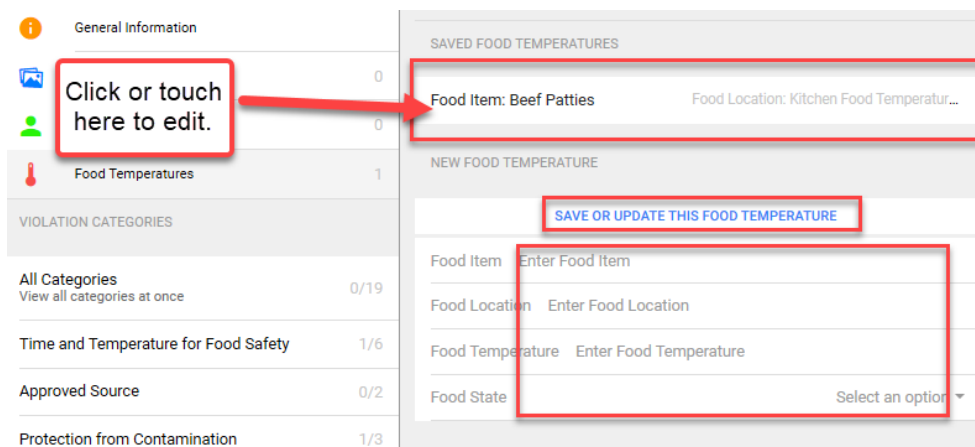 General Information
0
Click or touch
here to edit.
0
Food Temperatures 1
VIOLATION CATEGORIES
All Categories
View all categories at once
0/19
Time and Temperature for Food Safety 1/6
Approved Source 0/2
Protection from Contamination 1/3
SAVED FOOD TEMPERATURES
Food Item: Beef Patties Food Location: Kitchen Food Temperatur...
NEW FOOD TEMPERATURE
SAVE OR UPDATE THIS FOOD TEMPERATURE
Food Item Enter Food Item
Food Location Enter Food Location
Food Temperature Enter Food Temperature
Food State Select an option